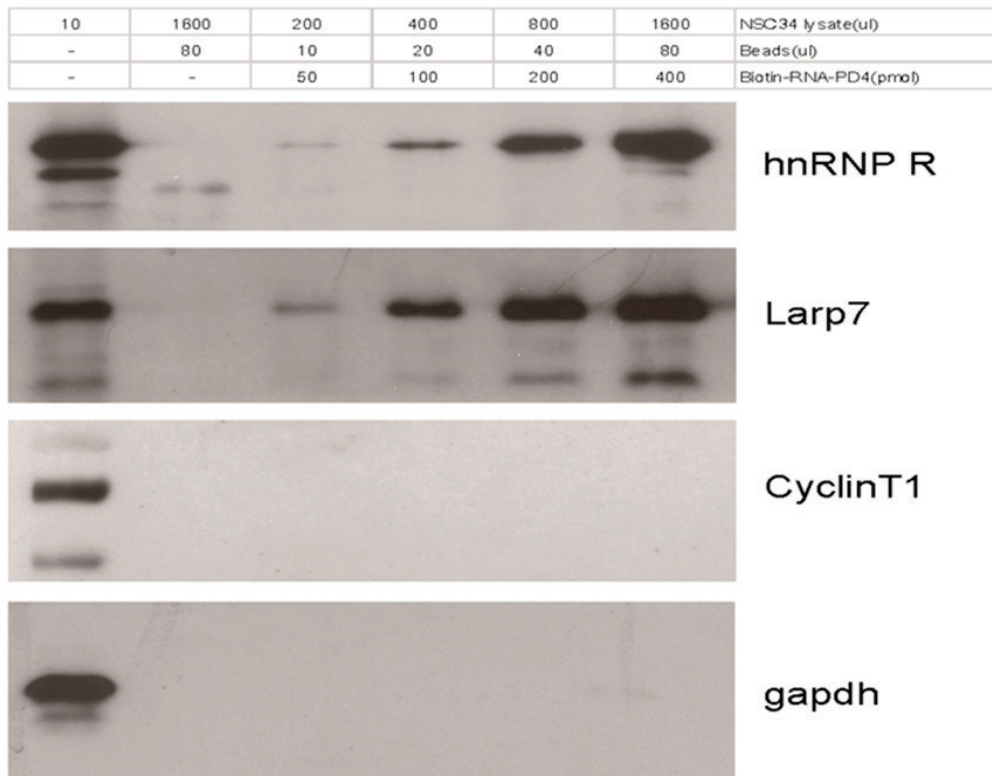 10 1600 200 400 800 1600 NSC34 lysate(ul)
- 80 10 20 40 80 Beads(ul)
- - 50 100 200 400 Biotin-RNA-PD4(pmol)
hnRNP R
Larp7
CyclinT1
gapdh